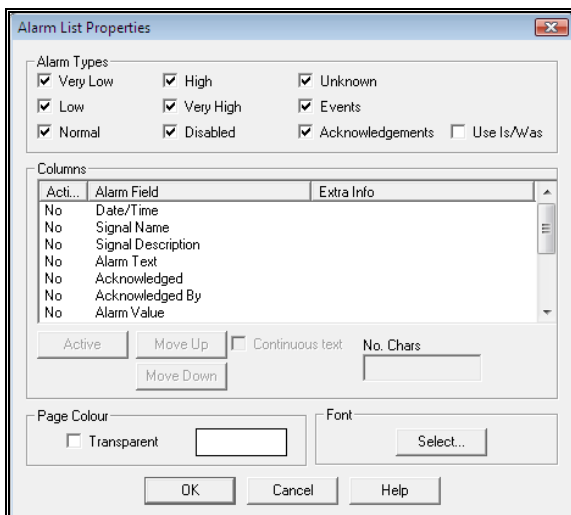 Alarm List Properties
Alarm Types
Very Low High Unknown
Low Very High Events
Normal Disabled Acknowledgements Use Is/Was
Columns
Acti... Alarm Field Extra Info
No Date/Time
No Signal Name
No Signal Description
No Alarm Text
No Acknowledged
No Acknowledged By
No Alarm Value
Active Move Up Continuous text No. Chars
Move Down
Page Colour Font
Transparent Select...
OK Cancel Help